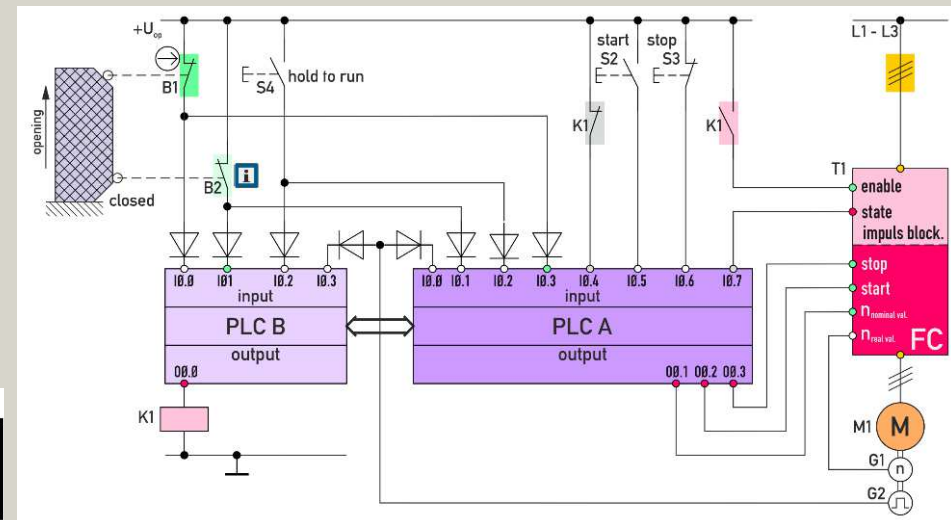 +Uop
L1 - L3
start
stop
S2
S3
B1
S4
hold to run
K1
K1
opening
T1
B2
i
closed
enable
state
impuls block.
I0.0 I01 I0.2 I0.3
I0.0 I0.1 I0.2 I0.3 I0.4 I0.5 I0.6 I0.7
stop
start
n nominal val.
n real val.
FC
input
input
PLC B
PLC A
output
output
O0.0
O0.1 O0.2 O0.3
K1
M1
M
G1
n
G2